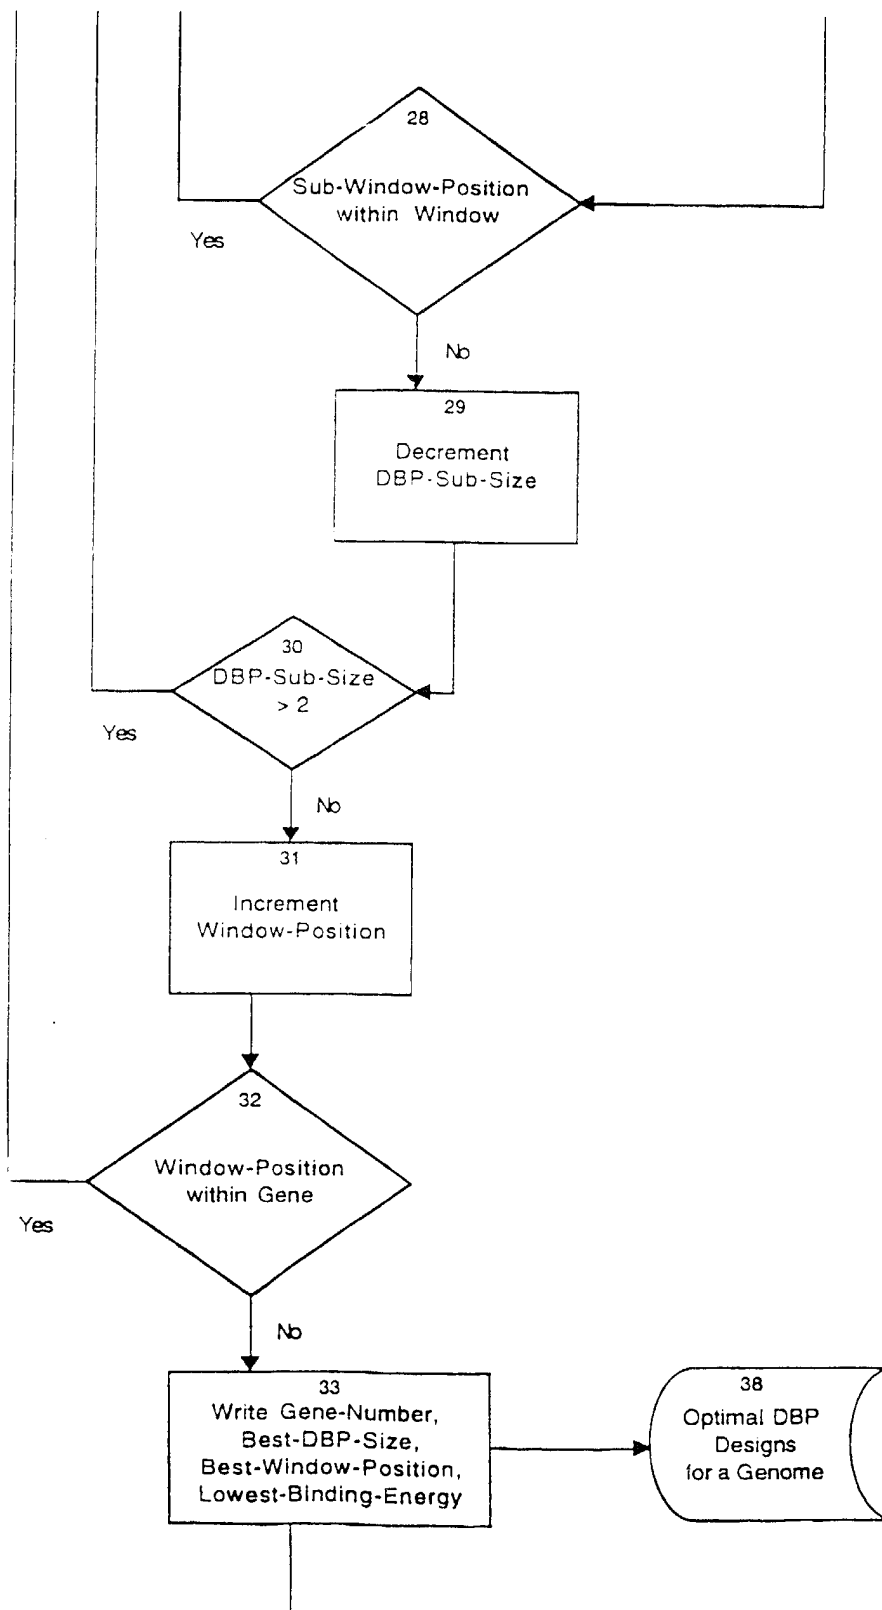 28
Sub-Window-Position
within Window
Yes
No
29
Decrement
DBP-Sub-Size
30
DBP-Sub-Size
> 2
Yes
No
31
Increment
Window-Position
32
Window-Position
within Gene
Yes
No
33
Write Gene-Number,
Best-DBP-Size,
Best-Window-Position,
Lowest-Binding-Energy
38
Optimal DBP
Designs
for a Genome